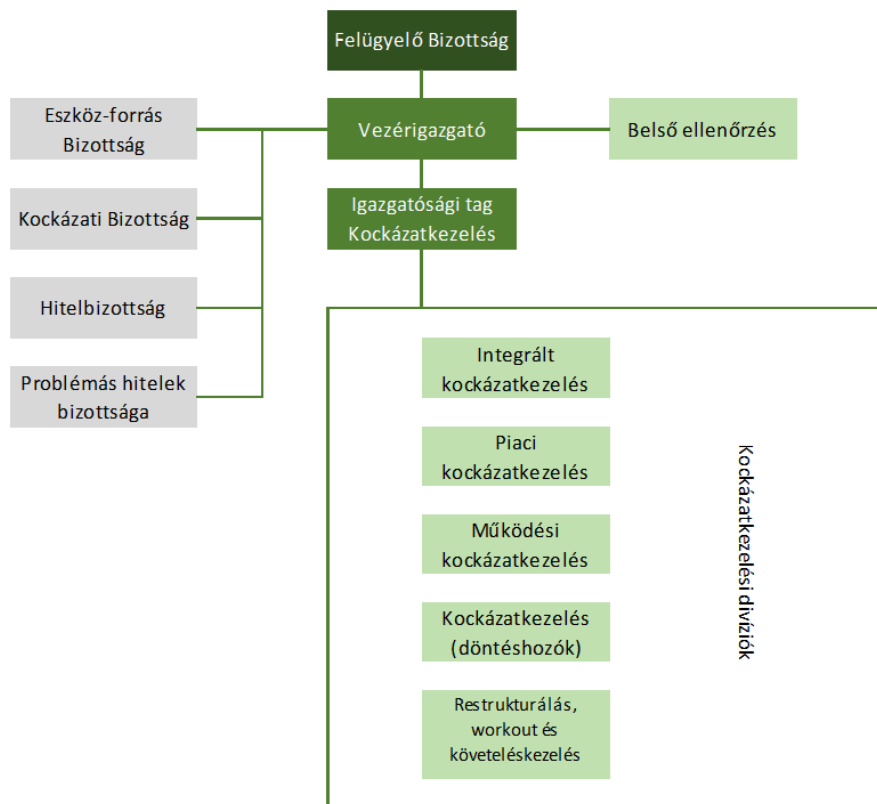 Felügyelő Bizottság
Eszköz-forrás
Bizottság
Vezérigazgató
Belső ellenőrzés
Kockázati Bizottság
Igazgatósági tag
Kockázatkezelés
Hitelbizottság
Problémás hitelek
bizottsága
Integrált
kockázatkezelés
Piaci
kockázatkezelés
Működési
kockázatkezelés
Kockázatkezelés
(döntéshozók)
Restrukturálás,
workout és
követeléskezelés
Kockázatkezelési divíziók